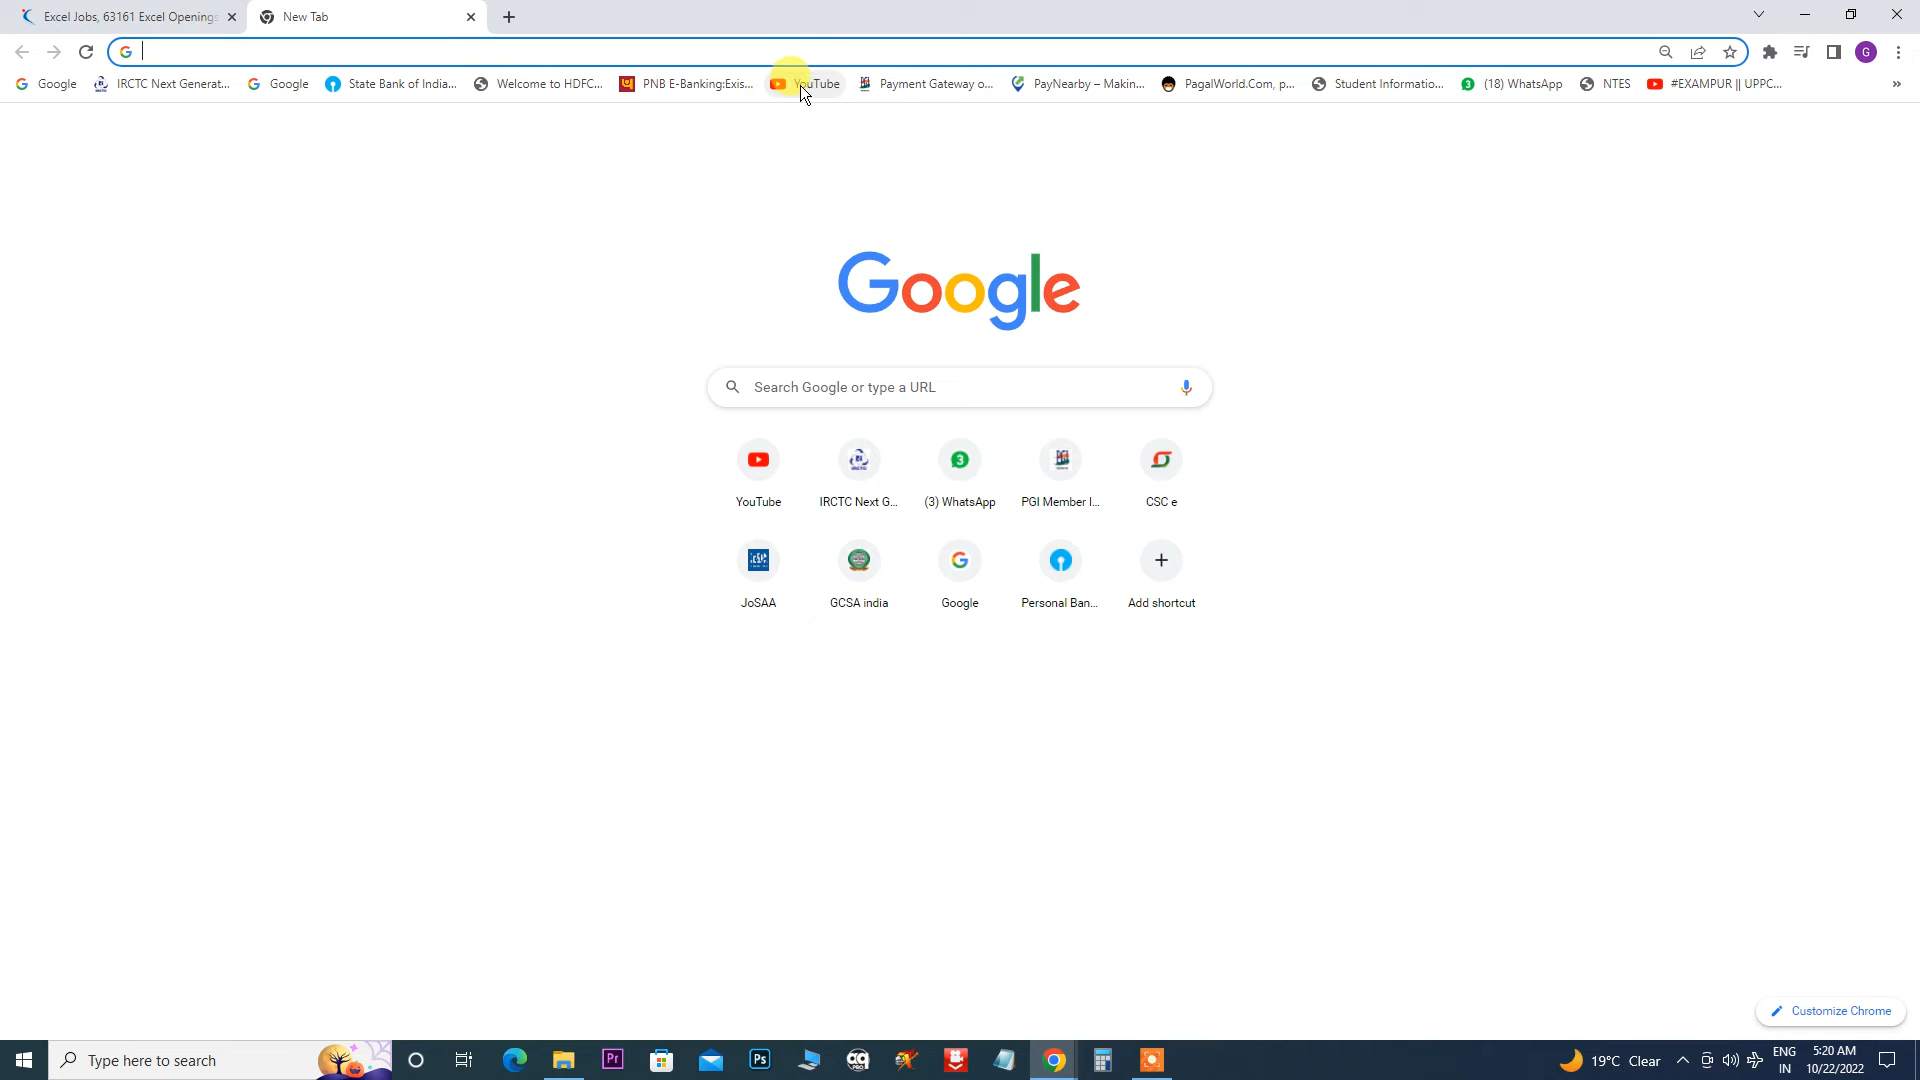 Excel Jobs, 63161 Excel Openings
New Tab
Google
IRCTC Next Generat...
Google
State Bank of India...
Welcome to HDFC...
PNB E-Banking:Exis...
YouTube
Payment Gateway o...
PayNearby – Makin...
PagalWorld.Com, p...
Student Informatio...
(18) WhatsApp
NTES
#EXAMPUR || UPPC...
G
Google
Search Google or type a URL
YouTube
IRCTC Next G...
(3) WhatsApp
PGI Member I...
CSC e
JoSAA
GCSA india
Google
Personal Ban...
Add shortcut
Customize Chrome
Type here to search
Pr
Ps
19°C Clear
ENG
IN
5:20 AM
10/22/2022